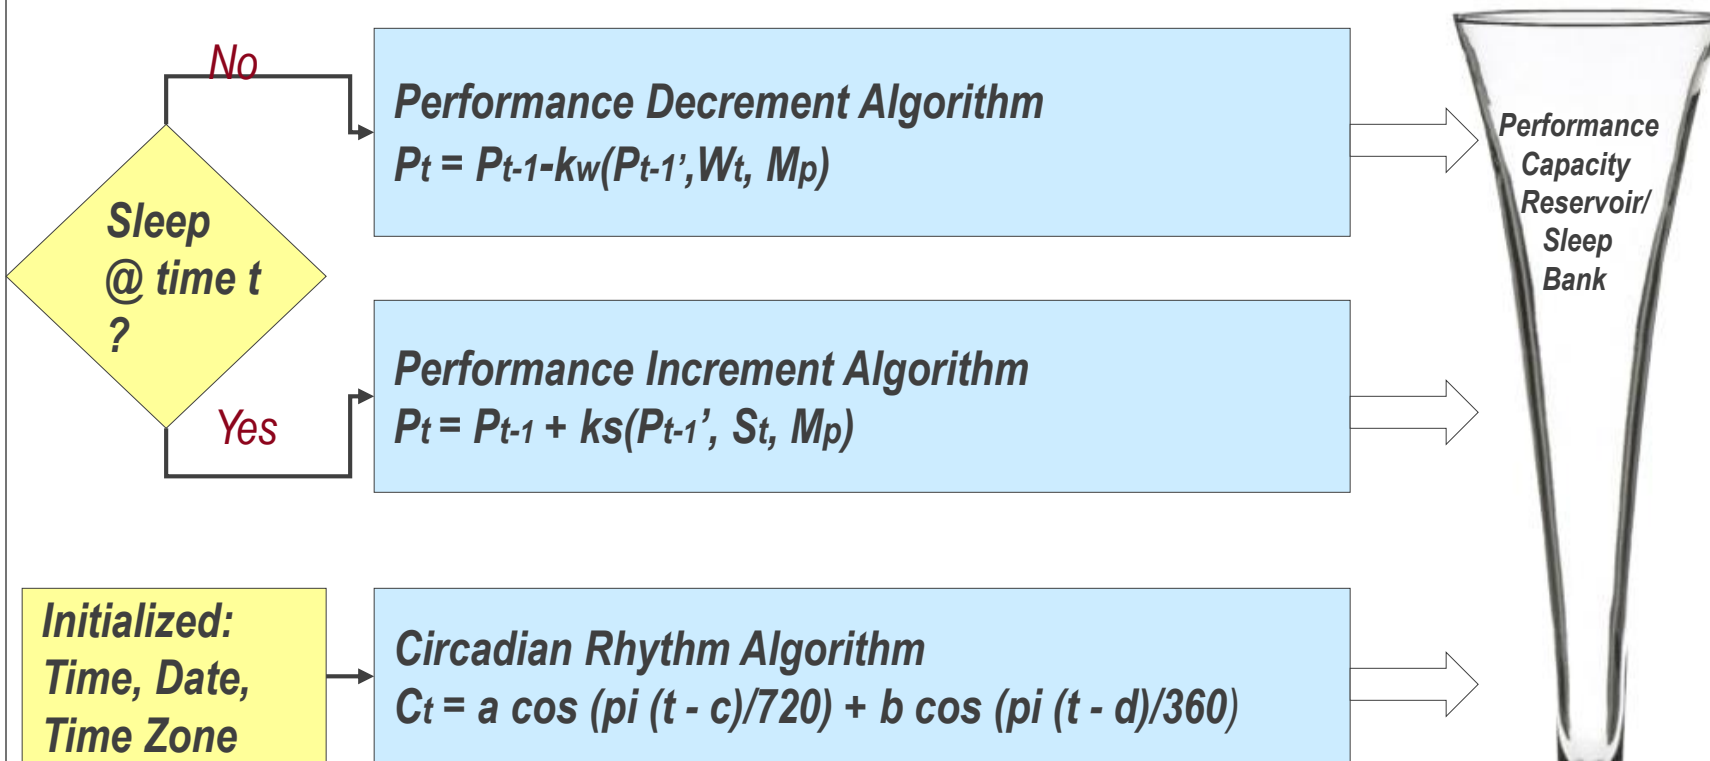 No
Performance Decrement Algorithm
Pt = Pt-1-kw(Pt-1’,Wt, Mp)
Sleep
@ time t
?
Performance
Capacity
Reservoir/
Sleep
Bank
Performance Increment Algorithm
Pt = Pt-1 + ks(Pt-1’, St, Mp)
Yes
Initialized:
Time, Date,
Time Zone
Circadian Rhythm Algorithm
Ct = a cos (pi (t - c)/720) + b cos (pi (t - d)/360)